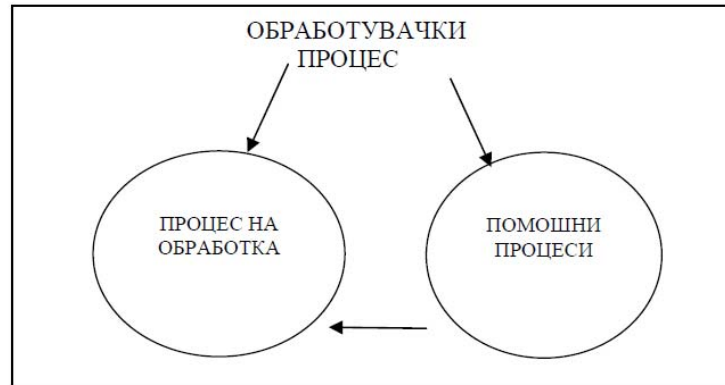 ОБРАБОТУВАЧКИ
ПРОЦЕС
ПРОЦЕС НА
ОБРАБОТКА
ПОМОШНИ
ПРОЦЕСИ